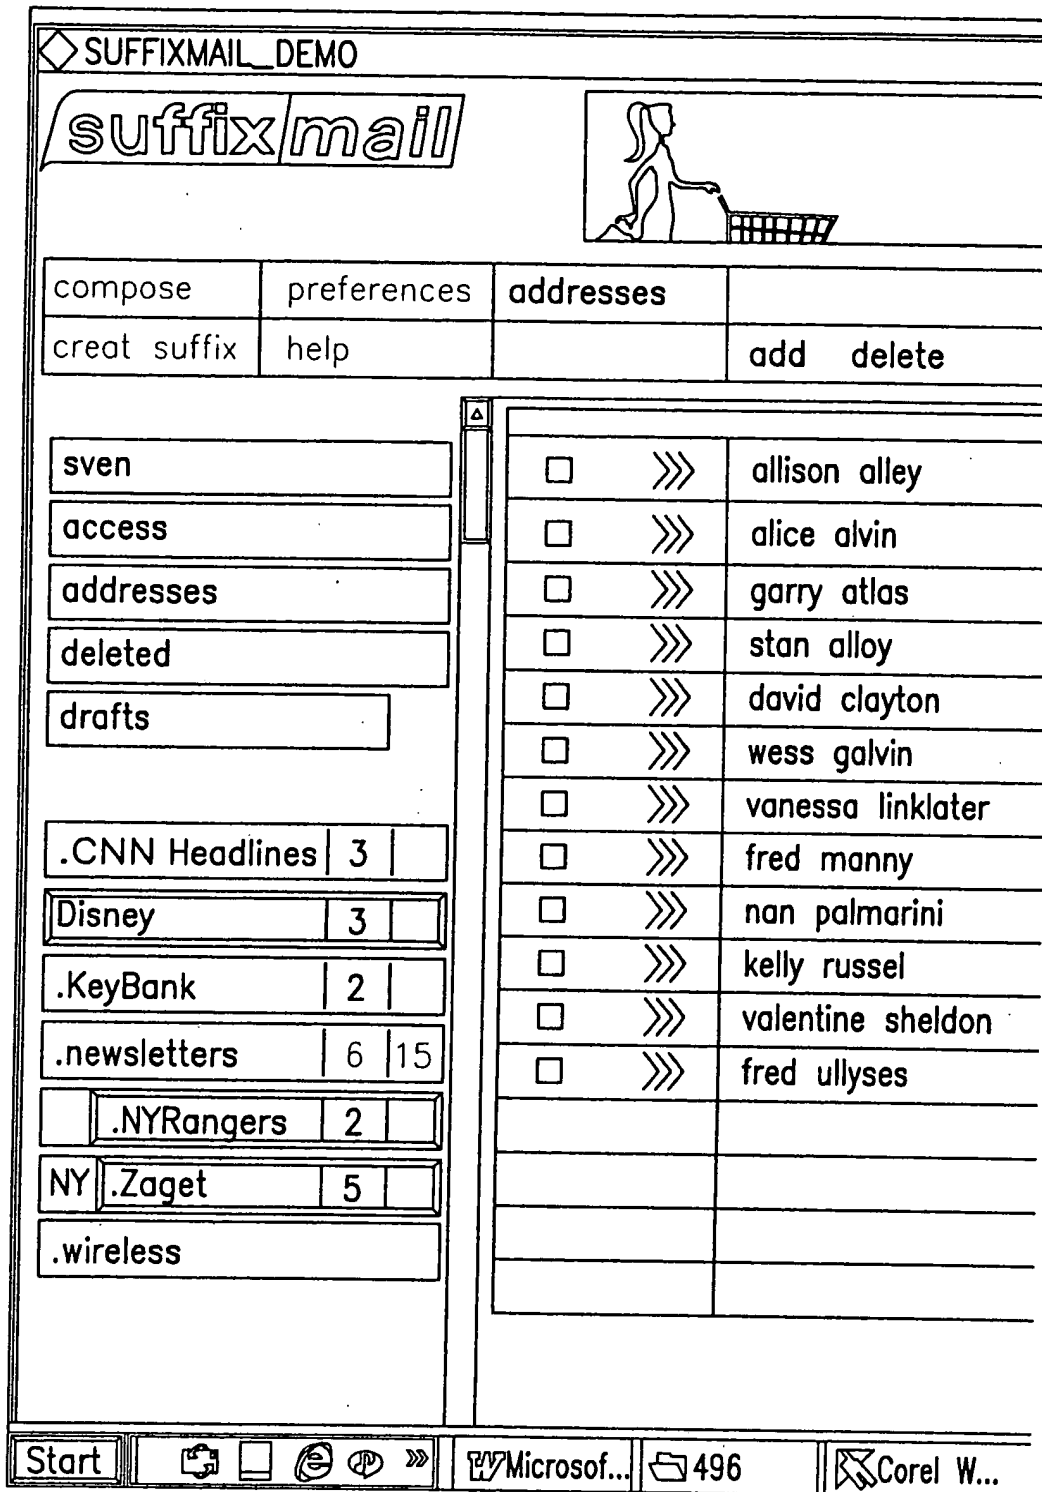 SUFFIXMAIL_DEMO
suffix mail
compose preferences addresses
creat suffix help add delete
sven
access
addresses
deleted
drafts
.CNN Headlines 3
Disney 3
.KeyBank 2
.newsletters 6 15
.NYRangers 2
NY .Zaget 5
.wireless
allison alley
alice alvin
garry atlas
stan alloy
david clayton
wess galvin
vanessa linklater
fred manny
nan palmarini
kelly russel
valentine sheldon
fred ullyses
Start » W Microsof... 496 Corel W...